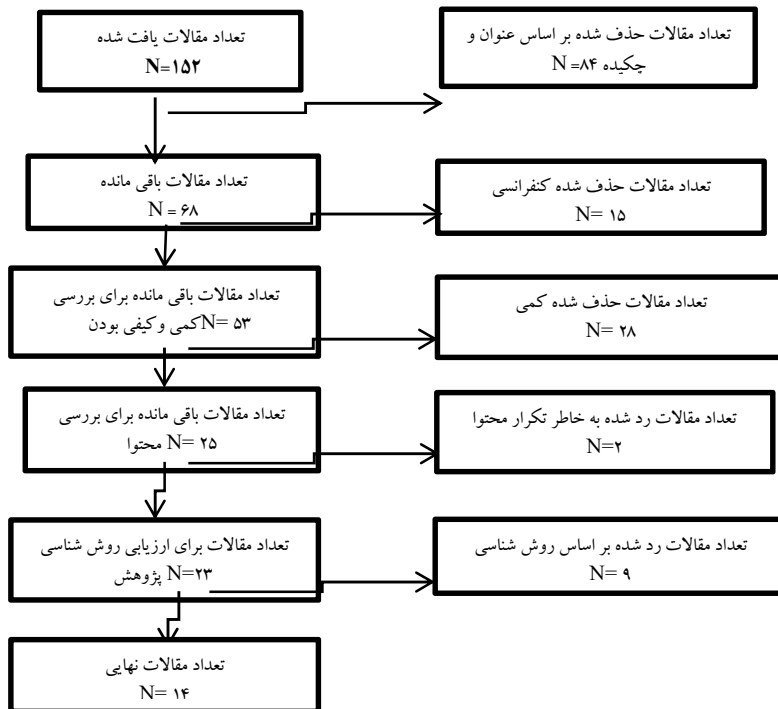 تعداد مقالات یافت شده
N=۱۵۲
تعداد مقالات حذف شده بر اساس عنوان و
چکیده N =۸۴
تعداد مقالات باقی مانده
N = ۶۸
تعداد مقالات حذف شده کنفرانسی
N= ۱۵
تعداد مقالات باقی مانده برای بررسی
کمی وکیفی بودن N= ۵۳
تعداد مقالات حذف شده کمی
N= ۲۸
تعداد مقالات باقی مانده برای بررسی
محتوا N= ۲۵
تعداد مقالات رد شده به خاطر تکرار محتوا
N=۲
تعداد مقالات برای ارزیابی روش شناسی
پژوهش N=۲۳
تعداد مقالات رد شده بر اساس روش شناسی
N= ۹
تعداد مقالات نهایی
N= ۱۴